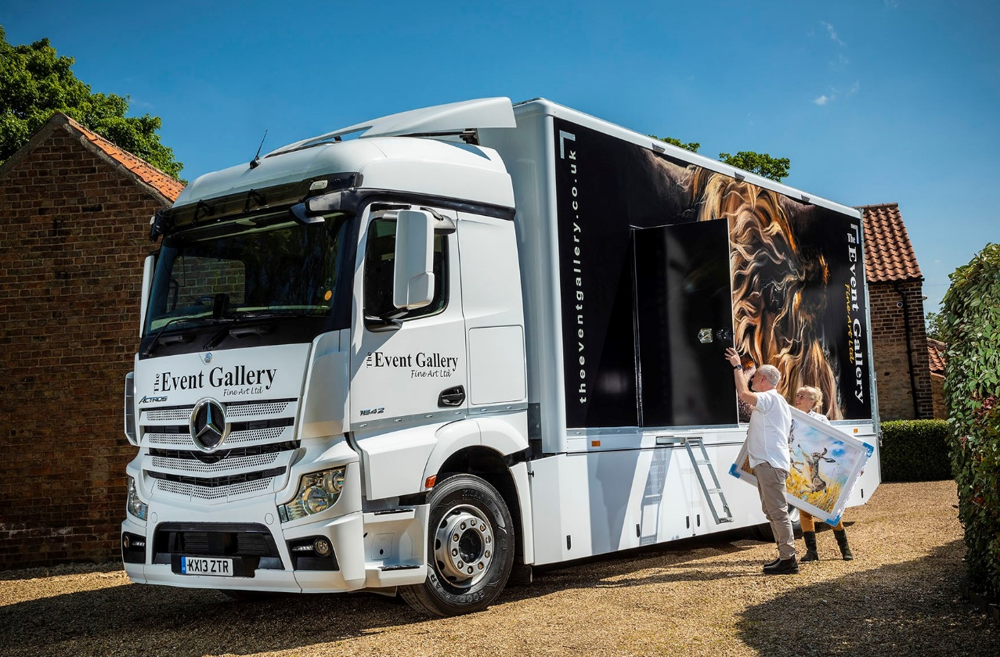 The Event Gallery
Fine Art Ltd
ACTROS
KX13 ZTR
The Event Gallery
Fine Art Ltd
1842
theeventgallery.co.uk
The Event Gallery
Fine Art Ltd